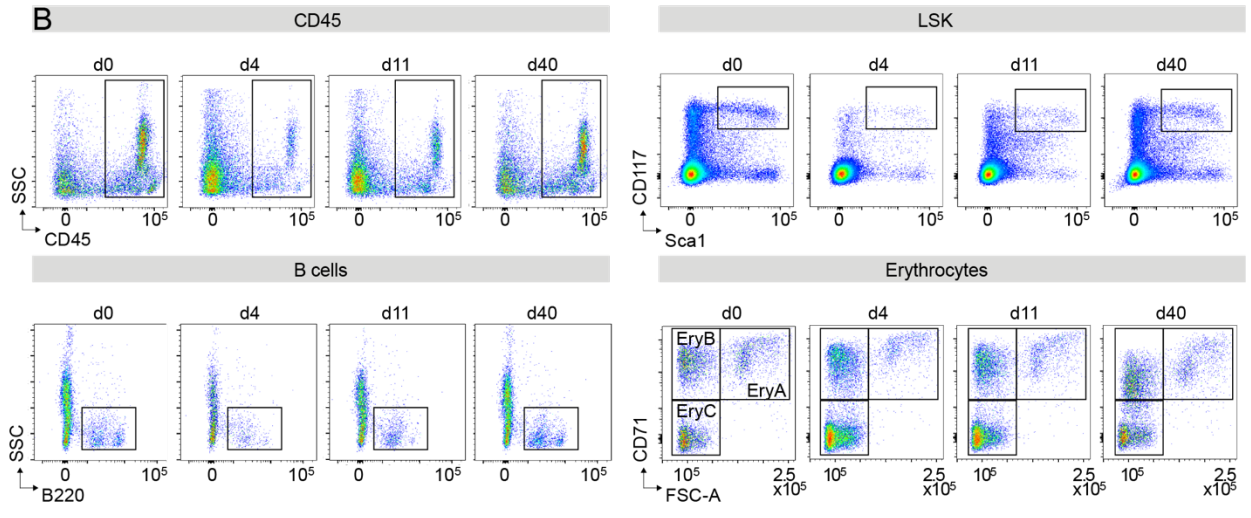 B
CD45
LSK
d0 d4 d11 d40
d0 d4 d11 d40
SSC
CD117
0 10⁵ 0 10⁵ 0 10⁵ 0 10⁵
0 10⁵ 0 10⁵ 0 10⁵ 0 10⁵
CD45
Sca1
B cells
Erythrocytes
d0 d4 d11 d40
d0 d4 d11 d40
EryB
EryA
EryC
SSC
CD71
0 10⁵ 0 10⁵ 0 10⁵ 0 10⁵
10⁵ 2.5 10⁵ 2.5 10⁵ 2.5 10⁵ 2.5
x10⁵ x10⁵ x10⁵ x10⁵
B220
FSC-A